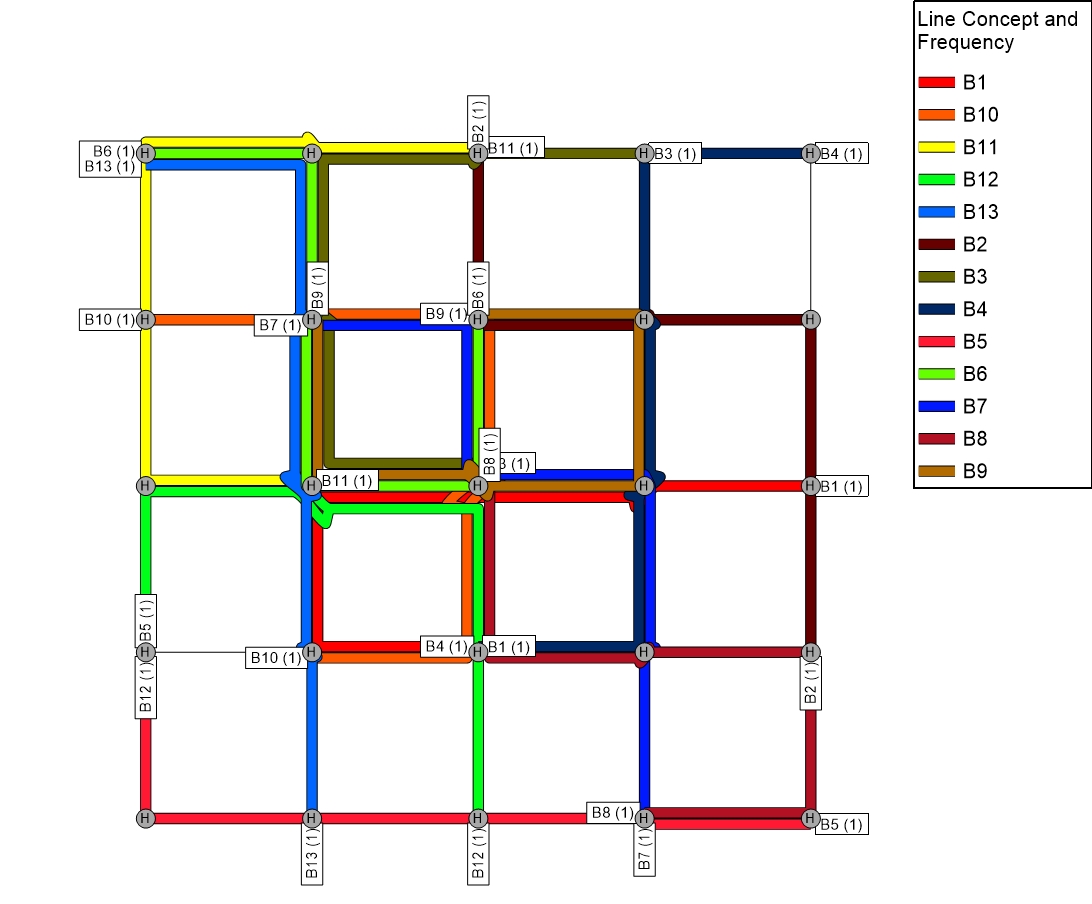 Line Concept and
Frequency
B1
B10
B11
B12
B13
B2
B3
B4
B5
B6
B7
B8
B9
B2 (1)
B6 (1)
B13 (1)
H
H
H
B11 (1)
H
B3 (1)
H
B4 (1)
B9 (1)
B6 (1)
B10 (1)
H
B7 (1)
H
B9 (1)
H
H
H
B8 (1)
3 (1)
H
H
B11 (1)
H
H
H
B1 (1)
B5 (1)
H
B12 (1)
B10 (1)
H
B4 (1)
H
B1 (1)
H
H
B2 (1)
H
H
H
B8 (1)
H
H
B5 (1)
B13 (1)
B12 (1)
B7 (1)